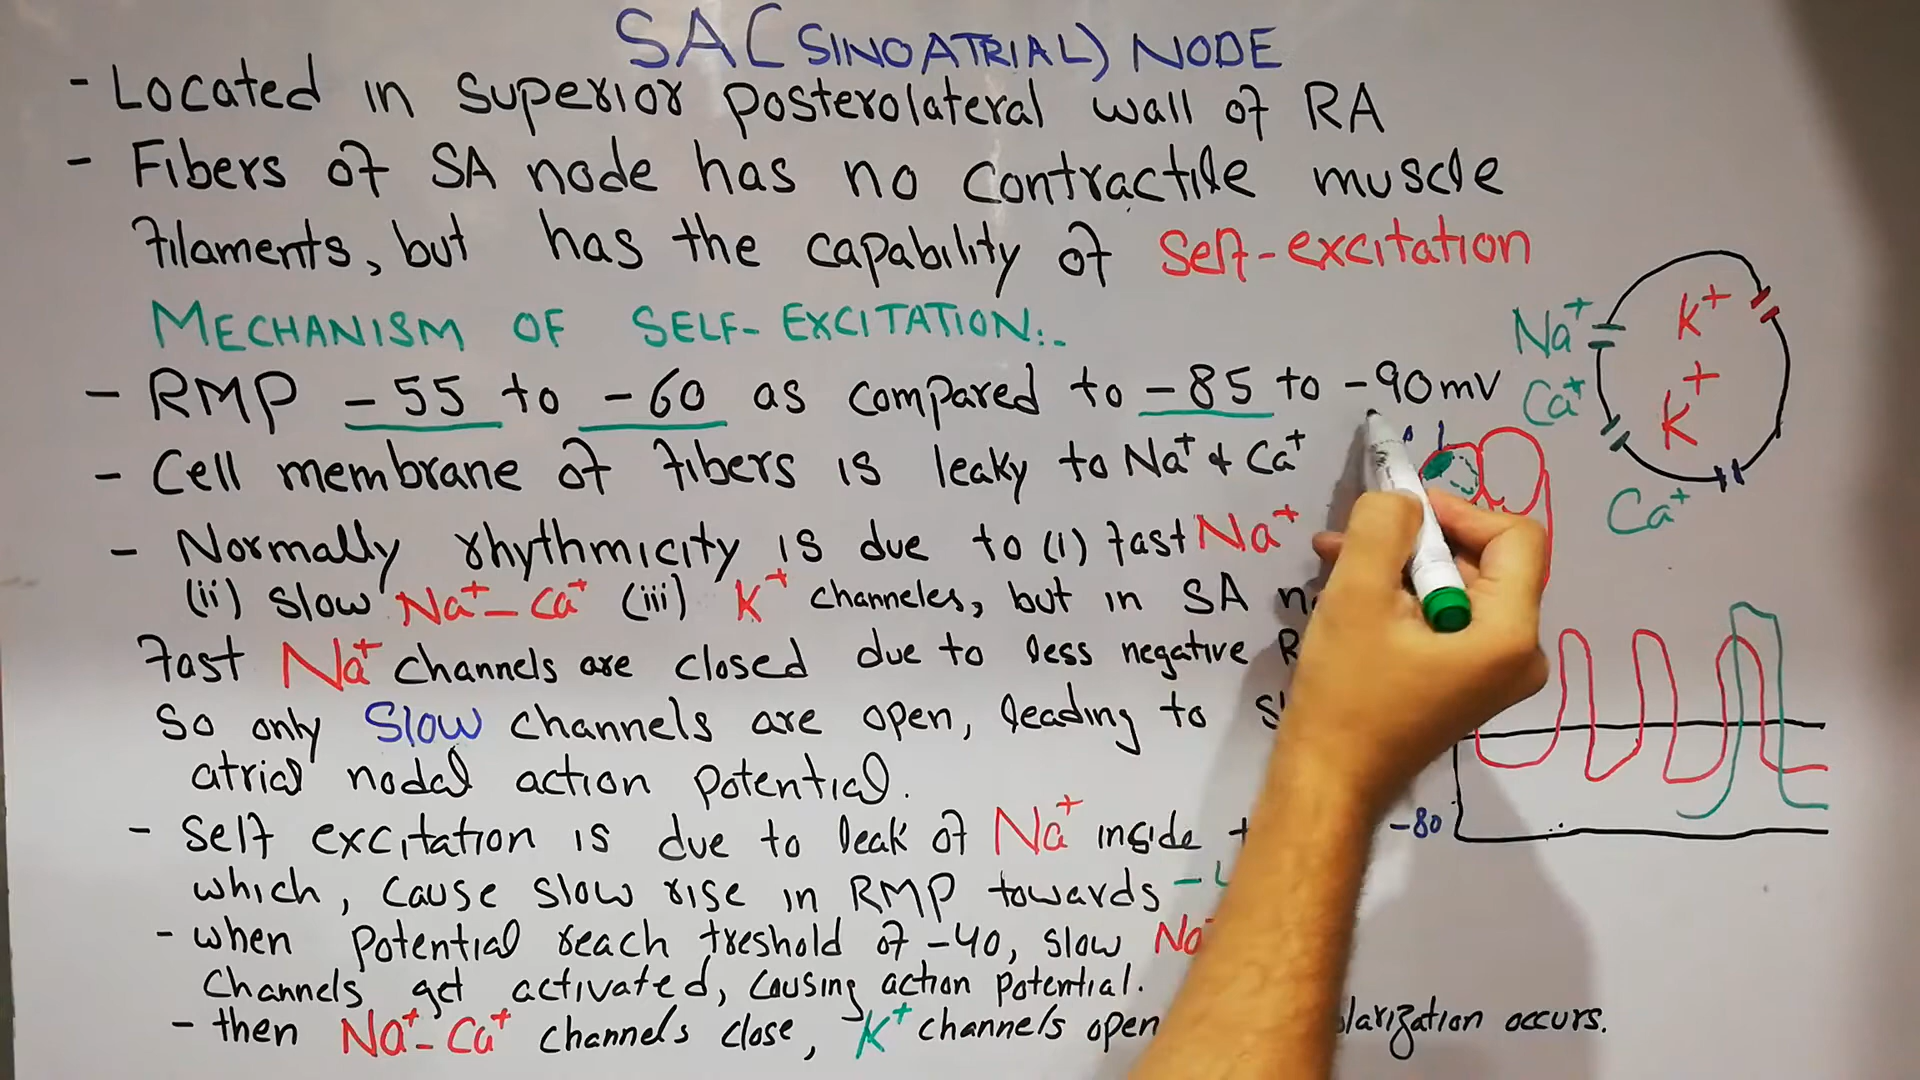 SA (SINOATRIAL) NODE
- Located in superior posterolateral wall of RA
- Fibers of SA node has no contractile muscle
filaments, but has the capability of self-excitation
MECHANISM OF SELF-EXCITATION:-
- RMP -55 to -60 as compared to -85 to -90mv
- Cell membrane of fibers is leaky to Na+ & Ca+
- Normally rhythmicity is due to (i) fast Na+
(ii) slow Na+-Ca+ (iii) K+ channeles, but in SA
fast Na+ channels are closed due to less negative
so only slow channels are open, leading to
atrial nodal action potential.
- Self excitation is due to leak of Na+ inside
which, cause slow rise in RMP towards
- when potential reach treshold of -40, slow
channels get activated, causing action potential.
- then Na+-Ca+ channels close, K+ channels open occurs.
Na+
K+
Ca+
K+
Ca+
-80